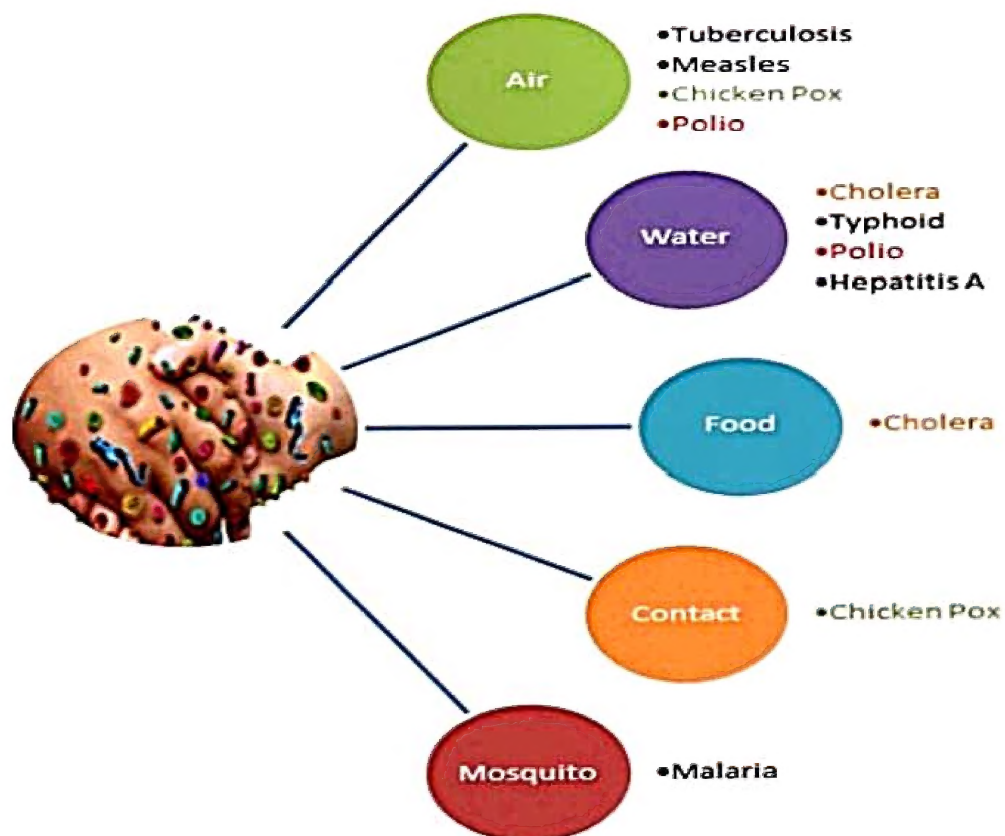 Air
•Tuberculosis
•Measles
•Chicken Pox
•Polio
Water
•Cholera
•Typhoid
•Polio
•Hepatitis A
Food
•Cholera
Contact
•Chicken Pox
Mosquito
•Malaria